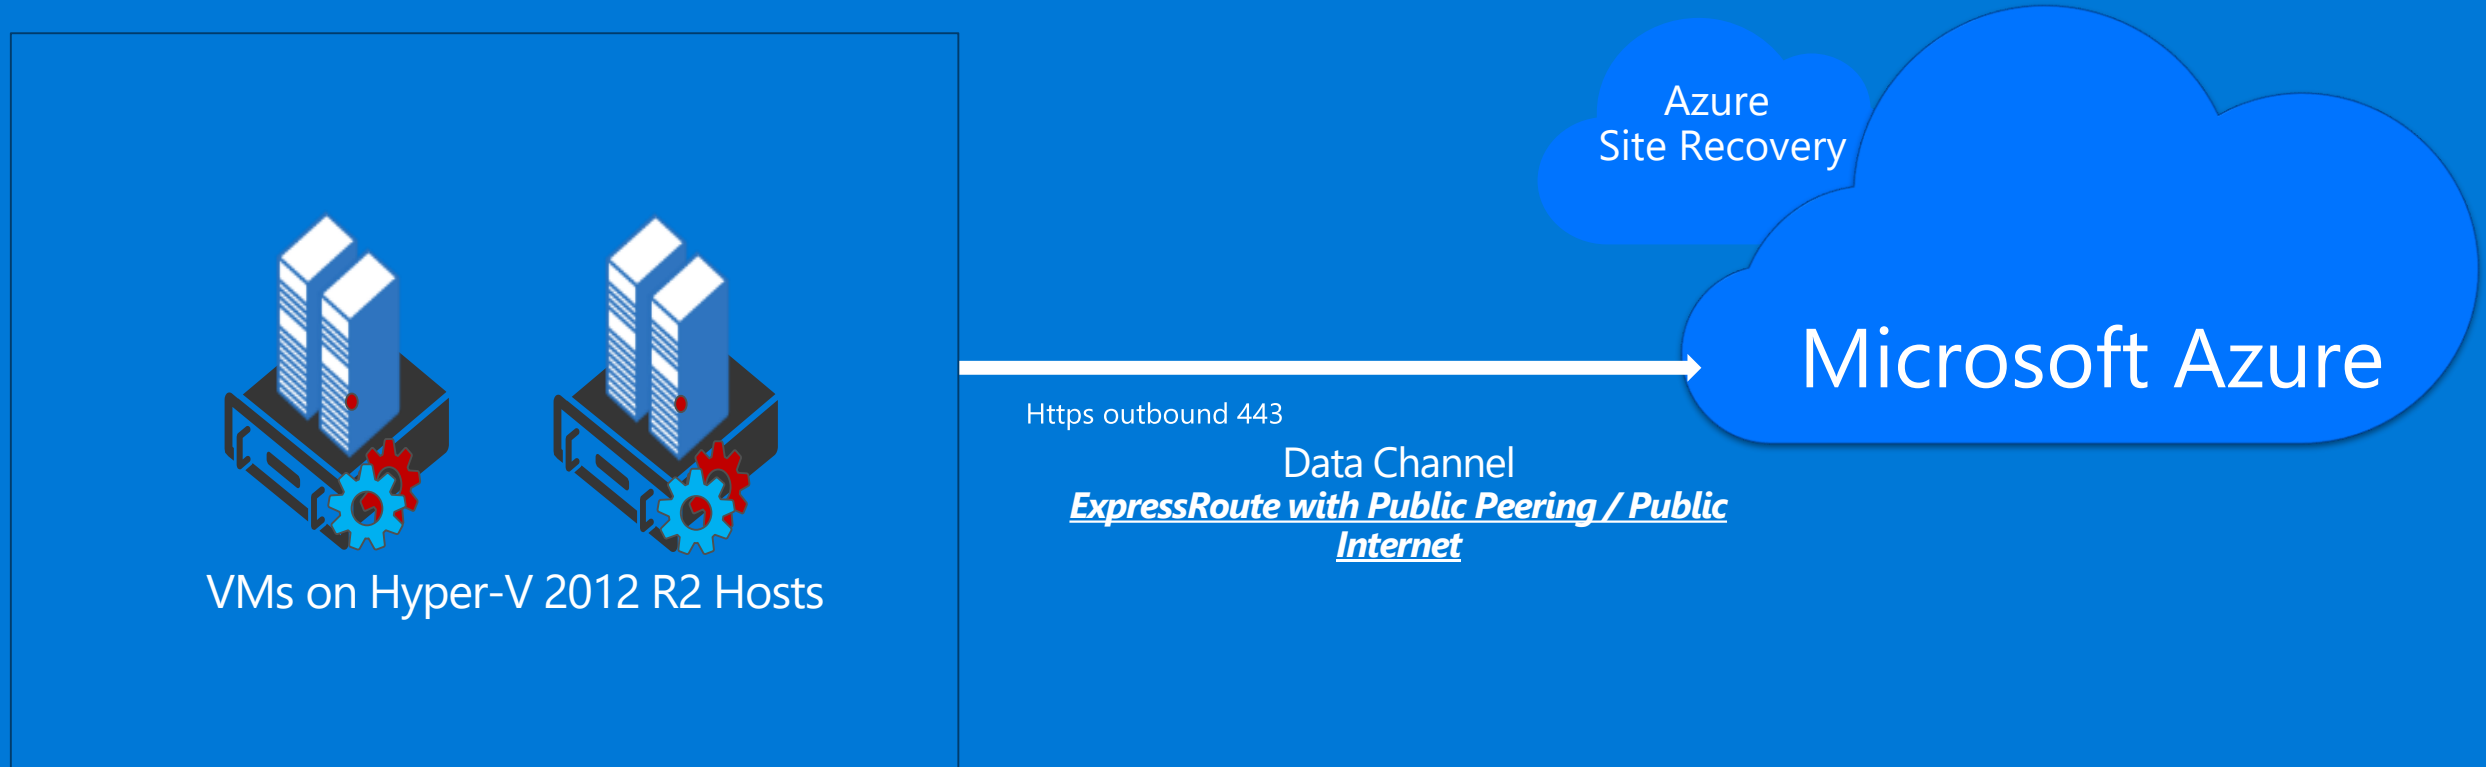 Azure
Site Recovery
Microsoft Azure
Https outbound 443
Data Channel
ExpressRoute with Public Peering / Public
Internet
VMs on Hyper-V 2012 R2 Hosts